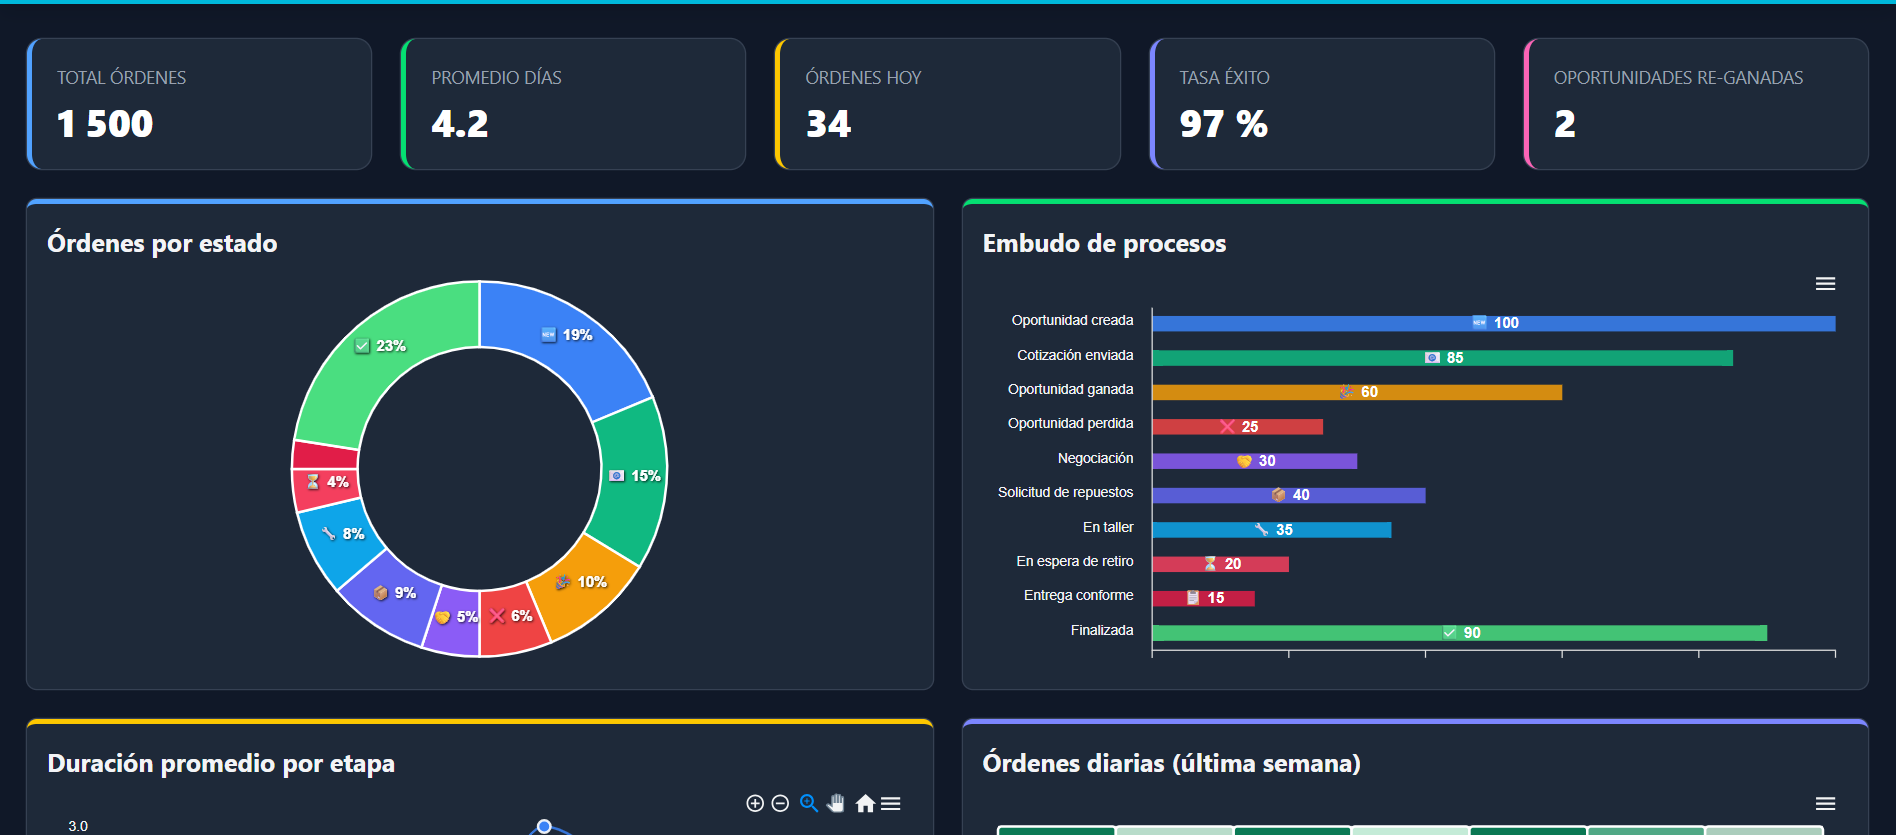 TOTAL ÓRDENES
1 500
PROMEDIO DÍAS
4.2
ÓRDENES HOY
34
TASA ÉXITO
97 %
OPORTUNIDADES RE-GANADAS
2
Órdenes por estado
🆕 19%
15%
🎉 10%
❌ 6%
🤝 5%
📦 9%
🔧 8%
⏳ 4%
✅ 23%
Embudo de procesos
Oportunidad creada 🆕 100
Cotización enviada 85
Oportunidad ganada 🎉 60
Oportunidad perdida ❌ 25
Negociación 🤝 30
Solicitud de repuestos 📦 40
En taller 🔧 35
En espera de retiro ⏳ 20
Entrega conforme 📋 15
Finalizada ✅ 90
Duración promedio por etapa
3.0
Órdenes diarias (última semana)